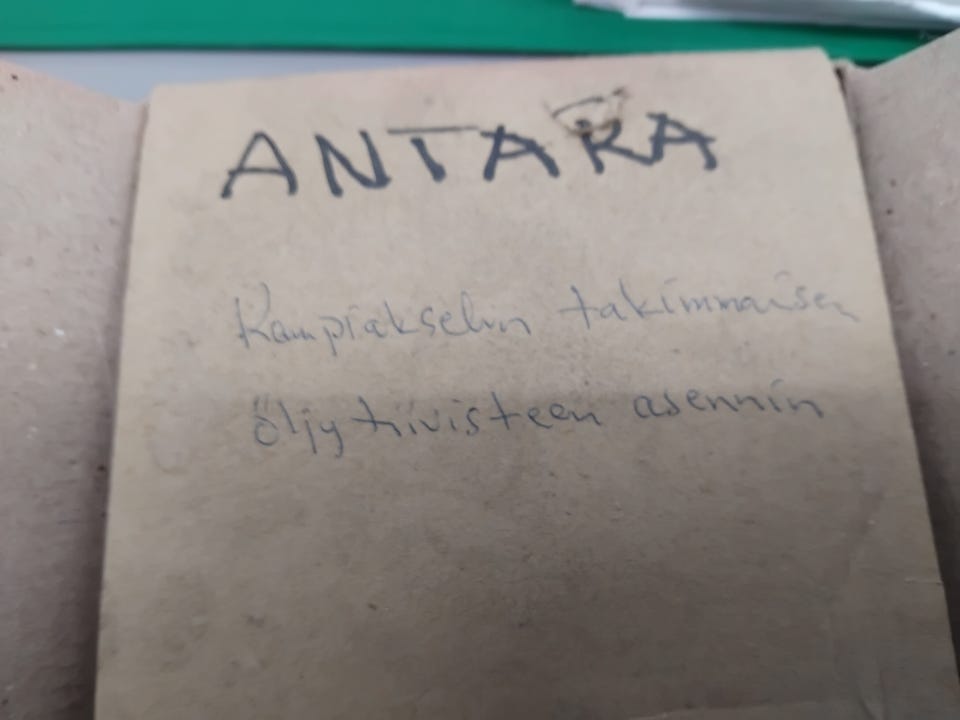 ANTARA
Kampiakselin takimmaisen
öljytiivisteen asennin